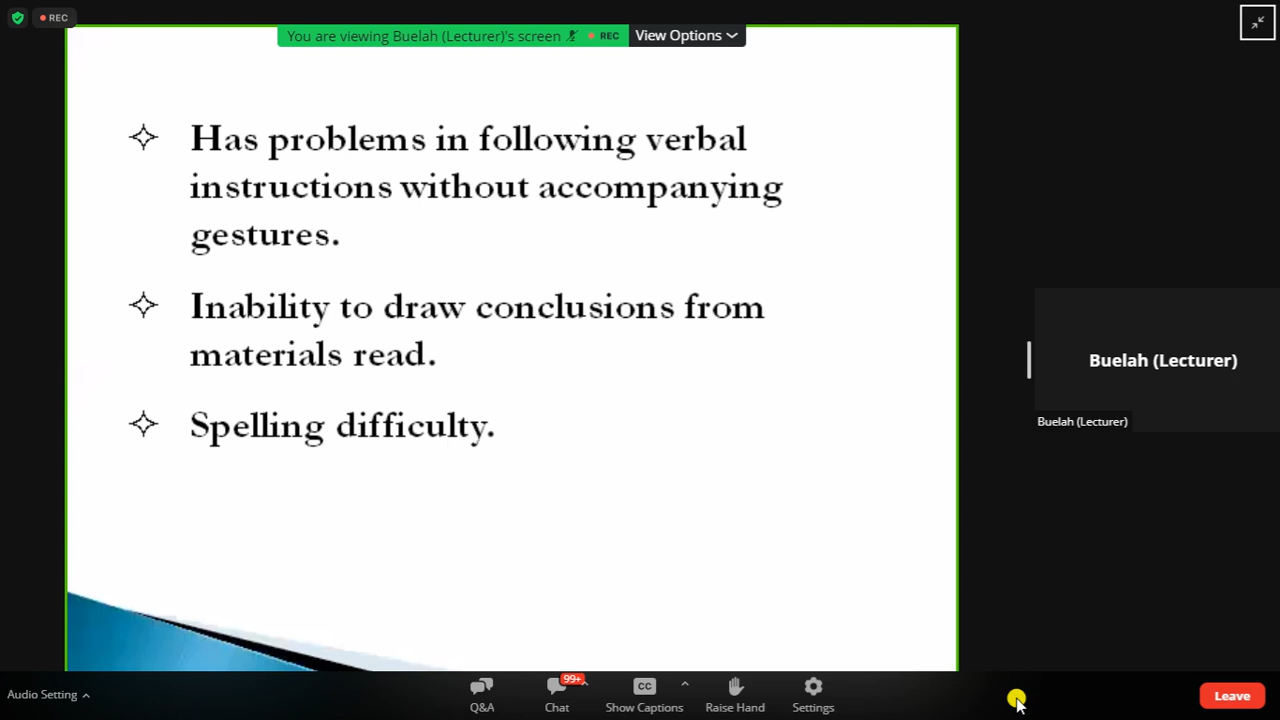 REC
You are viewing Buelah (Lecturer)'s screen REC View Options
Has problems in following verbal
instructions without accompanying
gestures.
Inability to draw conclusions from
materials read.
Spelling difficulty.
Buelah (Lecturer)
Buelah (Lecturer)
Audio Setting
Q&A
99+
Chat
CC
Show Captions
Raise Hand
Settings
Leave